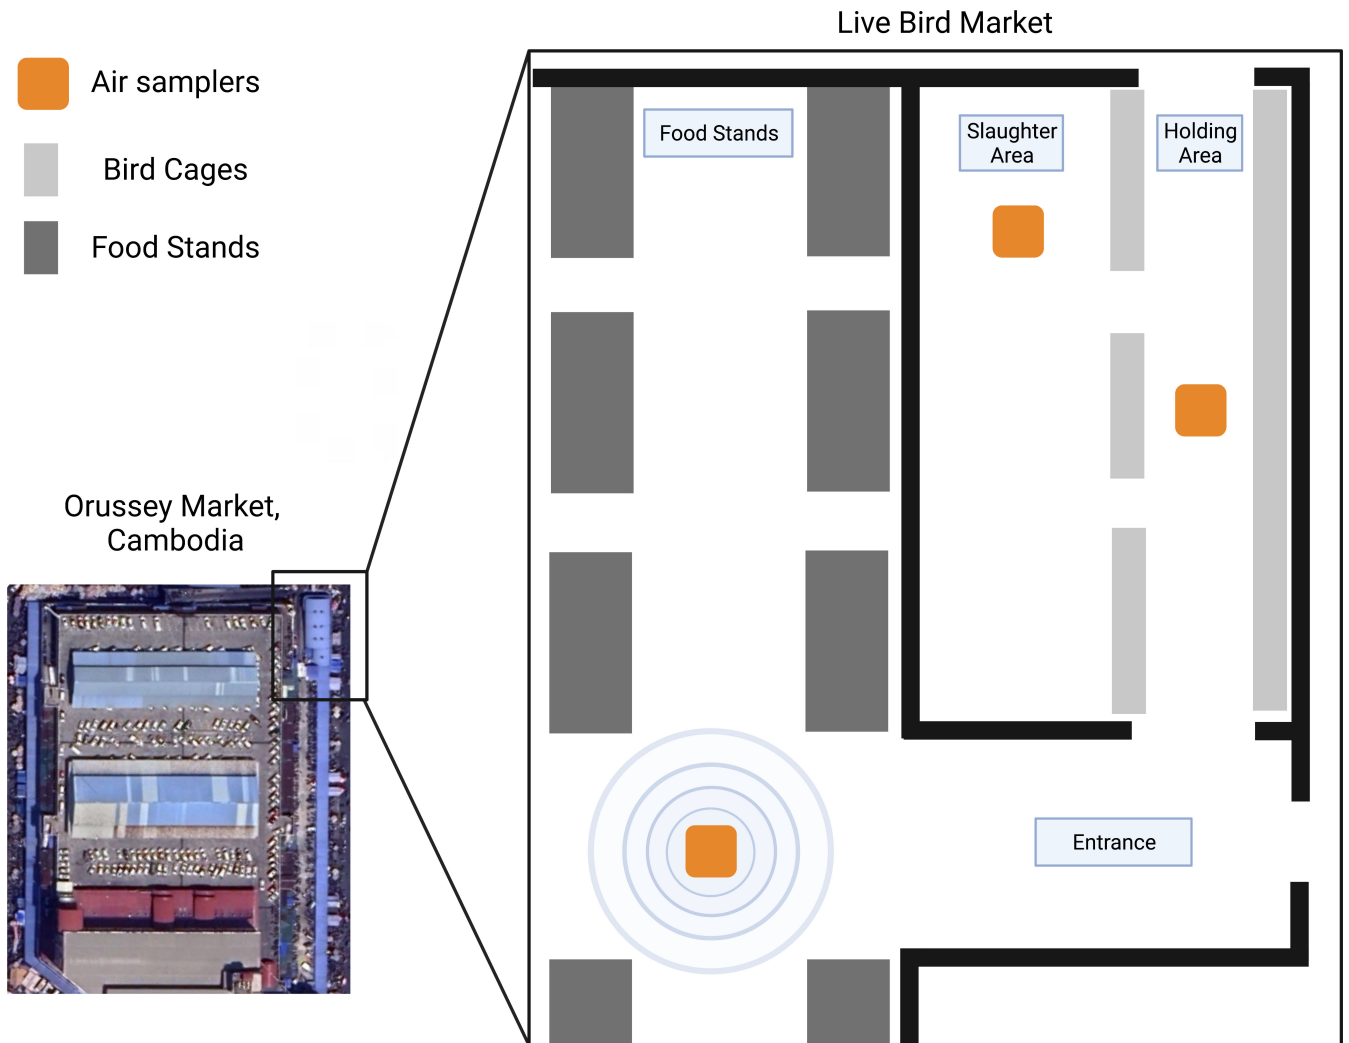 Live Bird Market
Air samplers
Bird Cages
Food Stands
Food Stands
Slaughter
Area
Holding
Area
Orussey Market,
Cambodia
Entrance